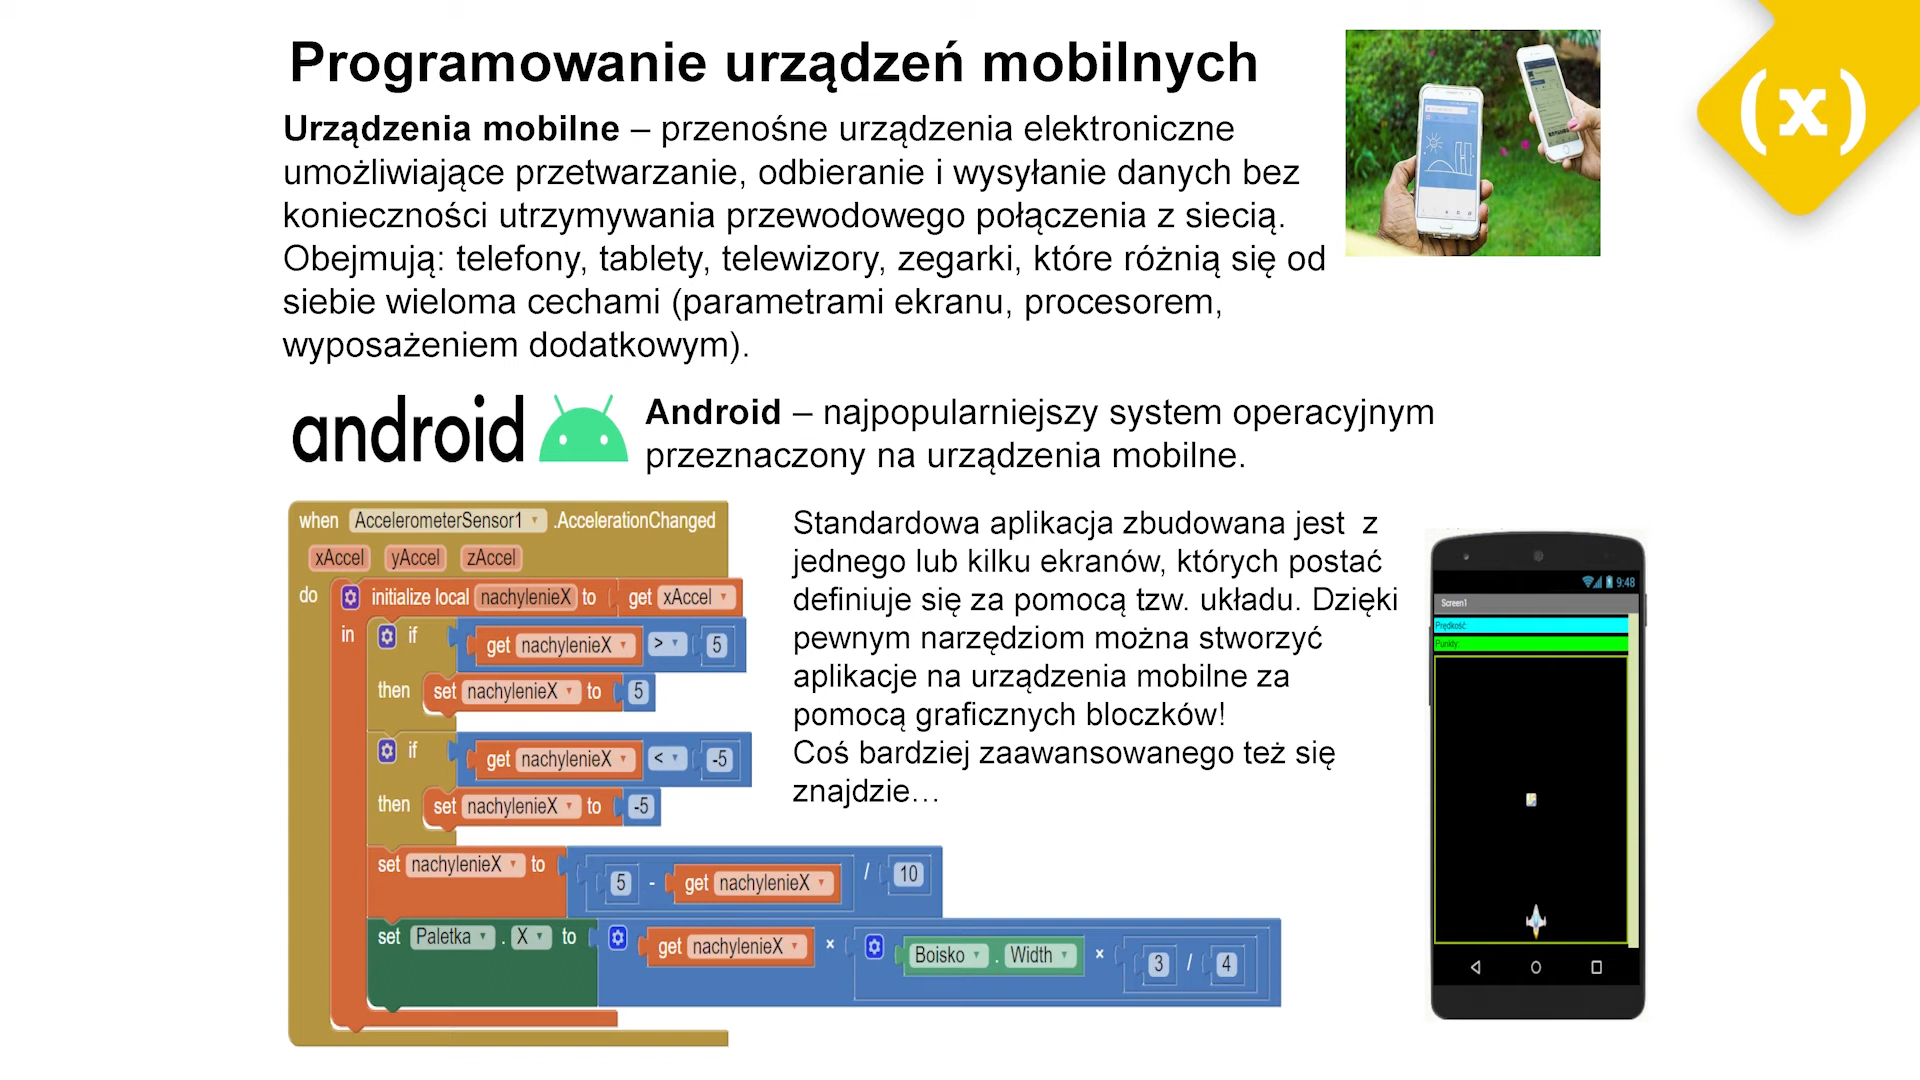 Programowanie urządzeń mobilnych
(x)
Urządzenia mobilne – przenośne urządzenia elektroniczne
umożliwiające przetwarzanie, odbieranie i wysyłanie danych bez
konieczności utrzymywania przewodowego połączenia z siecią.
Obejmują: telefony, tablety, telewizory, zegarki, które różnią się od
siebie wieloma cechami (parametrami ekranu, procesorem,
wyposażeniem dodatkowym).
android
Android – najpopularniejszy system operacyjnym
przeznaczony na urządzenia mobilne.
when AccelerometerSensor1 .AccelerationChanged
xAccel yAccel zAccel
do initialize local nachylenieX to get xAccel
in if get nachylenieX > 5
then set nachylenieX to 5
if get nachylenieX < -5
then set nachylenieX to -5
set nachylenieX to 5 - get nachylenieX / 10
set Paletka . X to get nachylenieX × Boisko . Width × 3 / 4
Standardowa aplikacja zbudowana jest z
jednego lub kilku ekranów, których postać
definiuje się za pomocą tzw. układu. Dzięki
pewnym narzędziom można stworzyć
aplikacje na urządzenia mobilne za
pomocą graficznych bloczków!
Coś bardziej zaawansowanego też się
znajdzie…
9:48
Screen1
Prędkość:
Punkty: